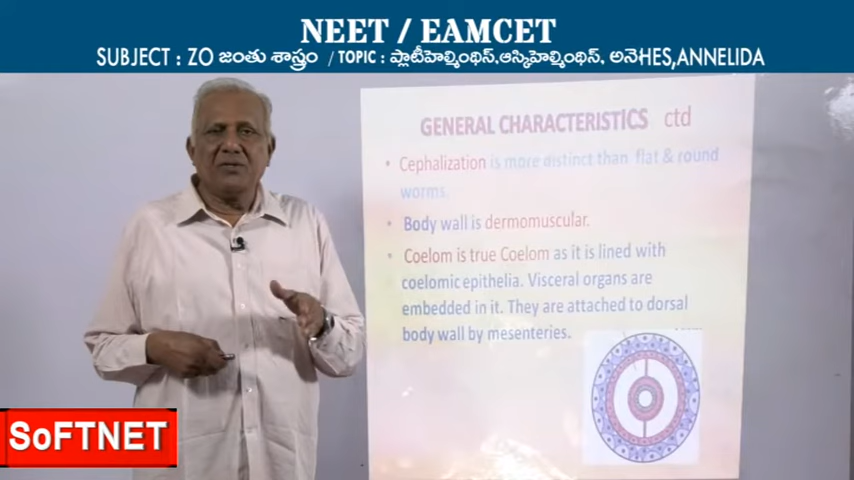 NEET / EAMCET
SUBJECT : ZO జంతు శాస్త్రం / TOPIC : ప్లాటీహెల్మింథిస్,ఆస్కిహెల్మింథిస్, అనెHES,ANNELIDA
GENERAL CHARACTERISTICS ctd
• Cephalization is more distinct than flat & round
worms.
• Body wall is dermomuscular.
• Coelom is true Coelom as it is lined with
coelomic epithelia. Visceral organs are
embedded in it. They are attached to dorsal
body wall by mesenteries.
SoFTNET